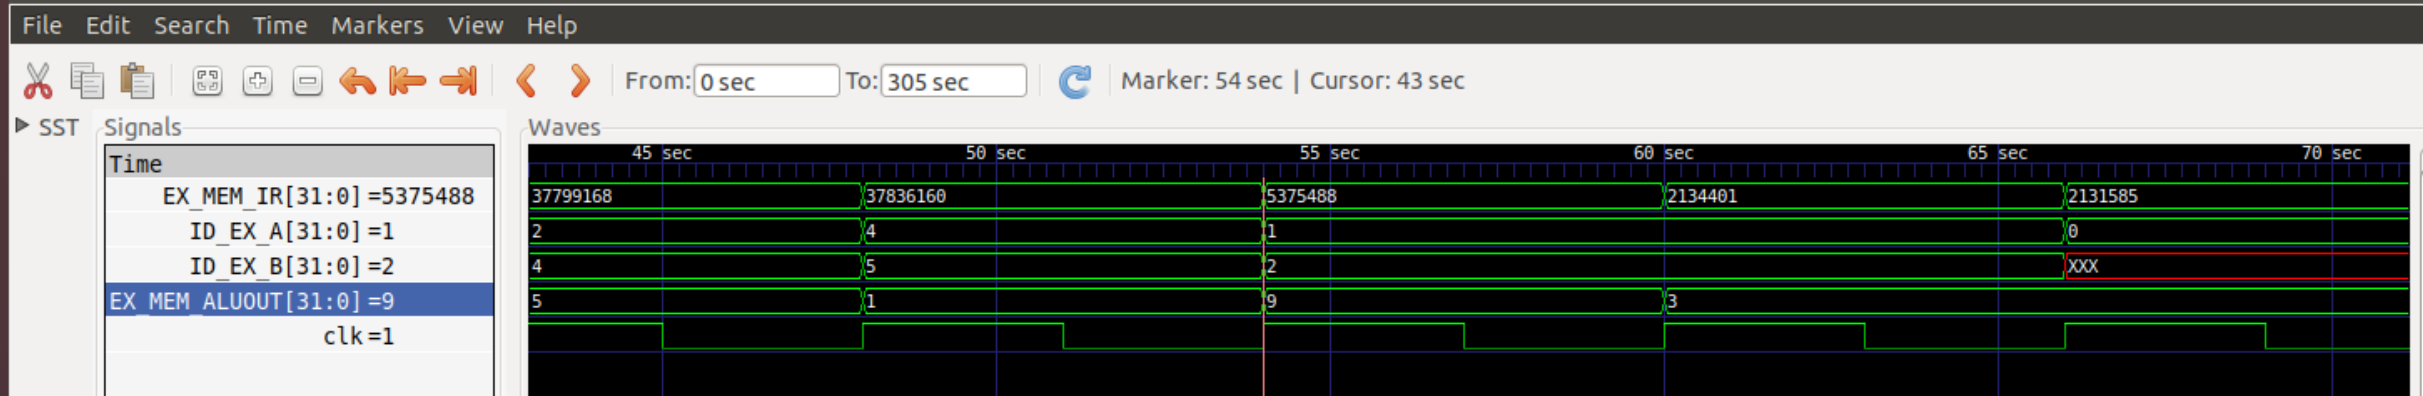 File Edit Search Time Markers View Help
From: 0 sec To: 305 sec Marker: 54 sec | Cursor: 43 sec
SST Signals Waves
Time 45 sec 50 sec 55 sec 60 sec 65 sec 70 sec
EX_MEM_IR[31:0] =5375488 37799168 37836160 5375488 2134401 2131585
ID_EX_A[31:0] =1 2 4 1 0
ID_EX_B[31:0] =2 4 5 2 XXX
EX_MEM_ALUOUT[31:0] =9 5 1 9 3
clk =1